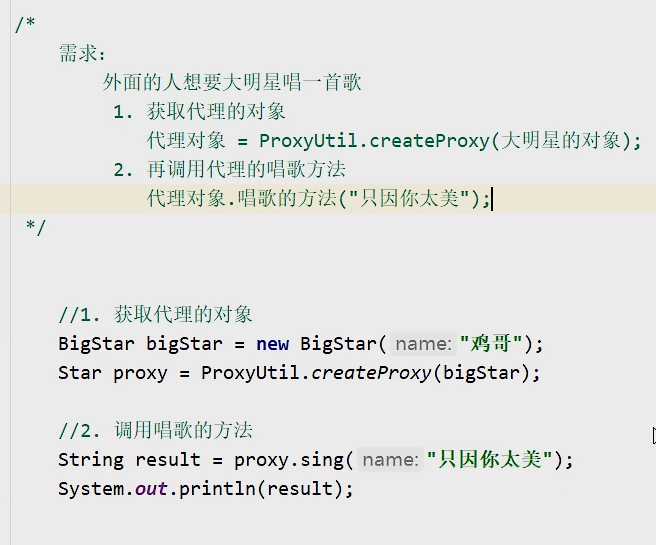 /*
需求:
外面的人想要大明星唱一首歌
1. 获取代理的对象
代理对象 = ProxyUtil.createProxy(大明星的对象);
2. 再调用代理的唱歌方法
代理对象.唱歌的方法("只因你太美");
*/
//1. 获取代理的对象
BigStar bigStar = new BigStar( name: "鸡哥");
Star proxy = ProxyUtil.createProxy(bigStar);
//2. 调用唱歌的方法
String result = proxy.sing( name: "只因你太美");
System.out.println(result);